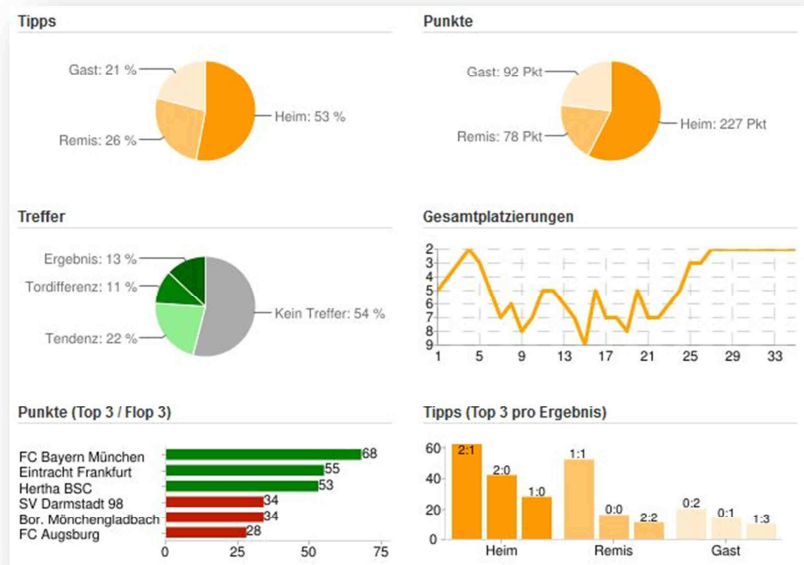 Tipps
Gast: 21 %
Heim: 53 %
Remis: 26 %
Punkte
Gast: 92 Pkt
Heim: 227 Pkt
Remis: 78 Pkt
Treffer
Ergebnis: 13 %
Tordifferenz: 11 %
Kein Treffer: 54 %
Tendenz: 22 %
Gesamtplatzierungen
2
3
4
5
6
7
8
9
1 5 9 13 17 21 25 29 33
Punkte (Top 3 / Flop 3)
FC Bayern München 68
Eintracht Frankfurt 55
Hertha BSC 53
SV Darmstadt 98 34
Bor. Mönchengladbach 34
FC Augsburg 28
0 25 50 75
Tipps (Top 3 pro Ergebnis)
60
40
20
0
2:1 2:0 1:0 1:1 0:0 2:2 0:2 0:1 1:3
Heim Remis Gast